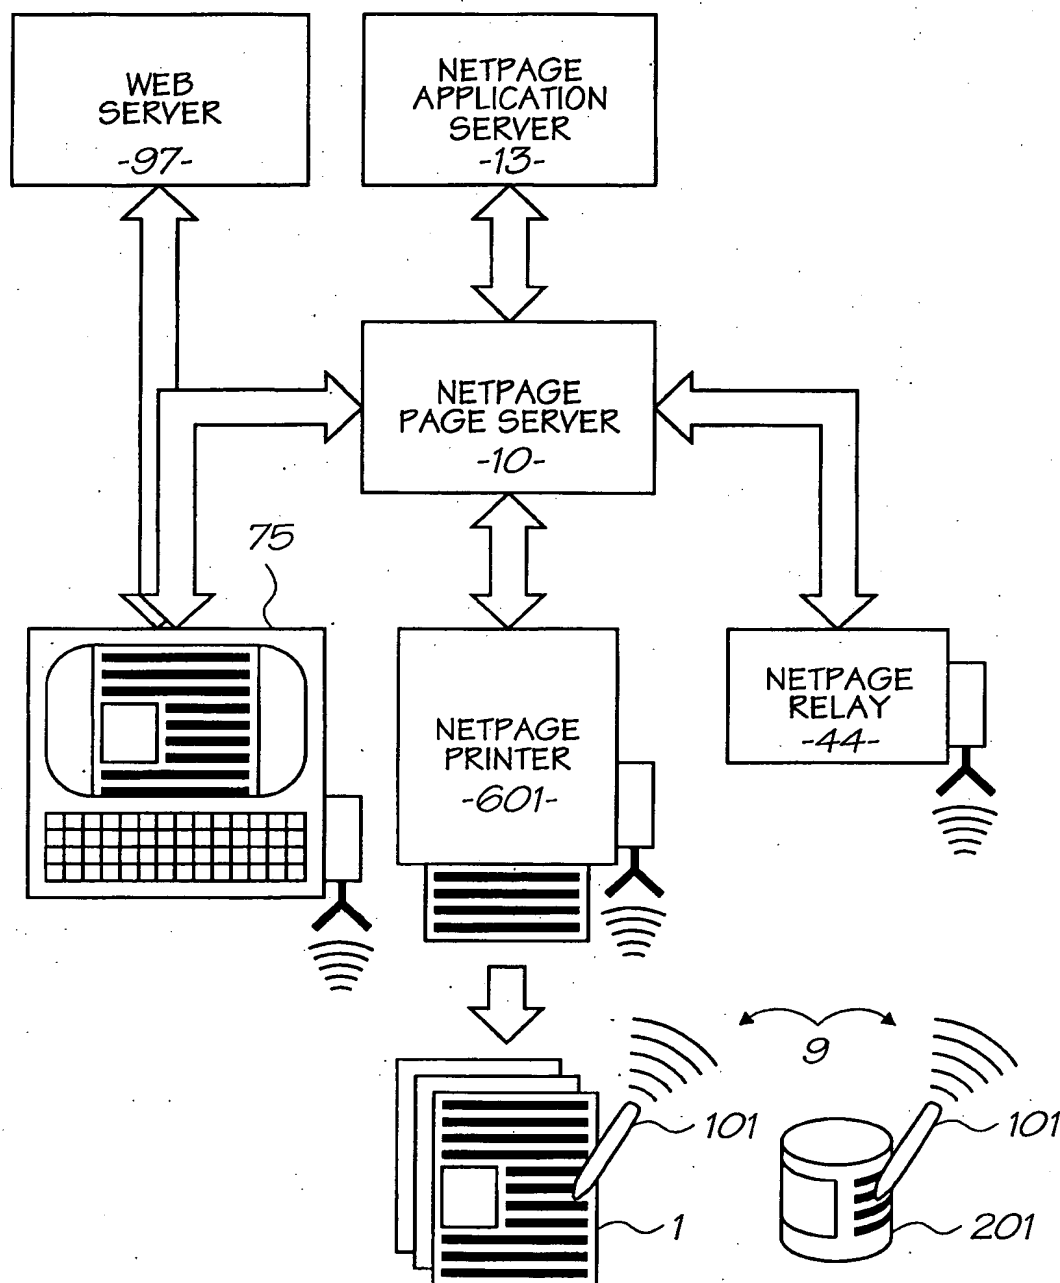 WEB
SERVER
-97-
NETPAGE
APPLICATION
SERVER
-13-
NETPAGE
PAGE SERVER
-10-
75
NETPAGE
PRINTER
-601-
NETPAGE
RELAY
-44-
9
101
101
1
201